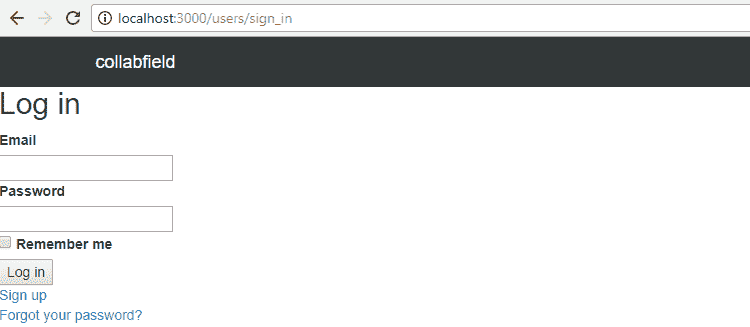 localhost:3000/users/sign_in
collabfield
Log in
Email
Password
Remember me
Log in
Sign up
Forgot your password?